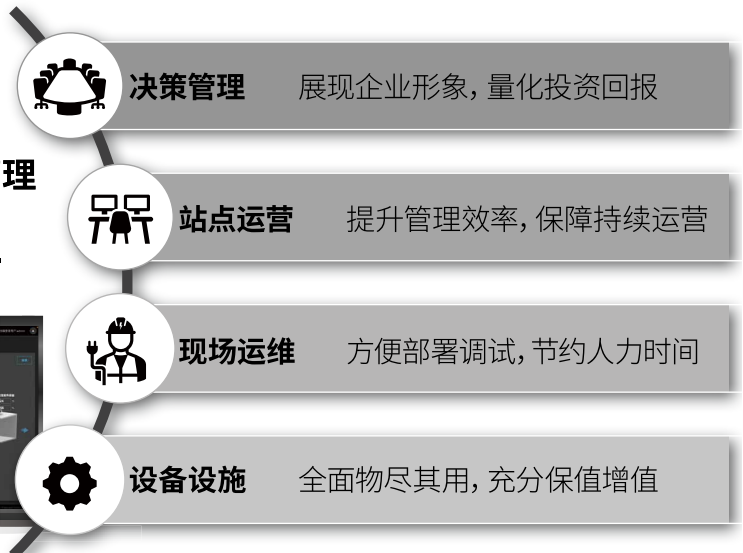 决策管理 展现企业形象，量化投资回报
理
站点运营 提升管理效率，保障持续运营
现场运维 方便部署调试，节约人力时间
设备设施 全面物尽其用，充分保值增值